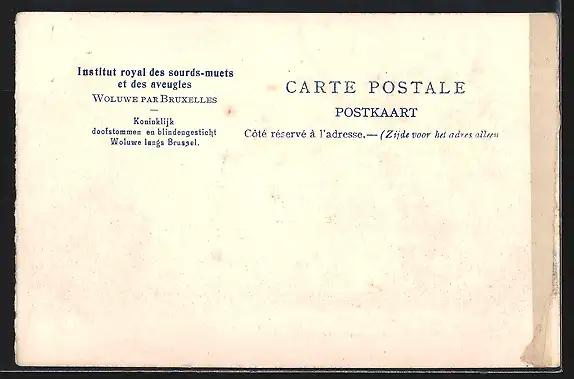 Institut royal des sourds-muets
et des aveugles
WOLUWE PAR BRUXELLES
Koninklijk
doofstommen en blindengesticht
Woluwe langs Brussel.
CARTE POSTALE
POSTKAART
Côté réservé à l'adresse.— (Zijde voor het adres alleen